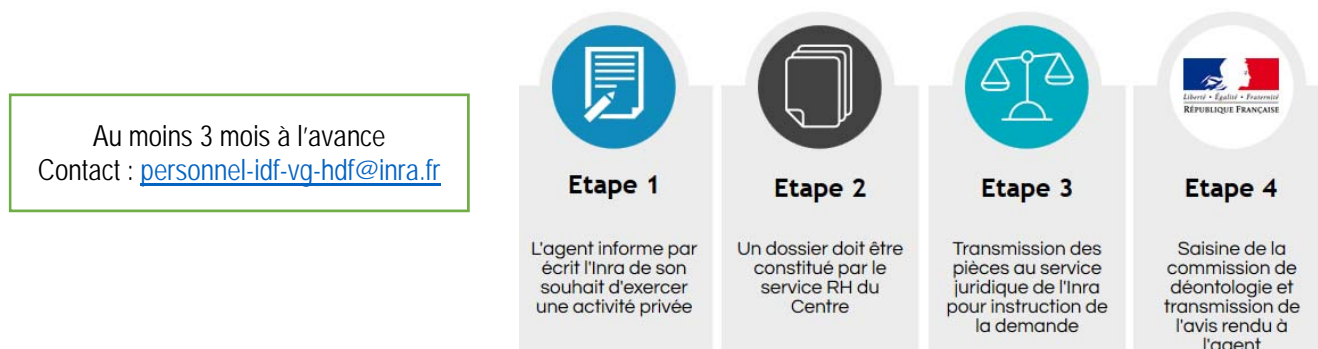 Au moins 3 mois à l'avance
Contact : personnel-idf-vg-hdf@inra.fr
Liberté • Égalité • Fraternité
RÉPUBLIQUE FRANÇAISE
Etape 1
L'agent informe par
écrit l'Inra de son
souhait d'exercer
une activité privée
Etape 2
Un dossier doit être
constitué par le
service RH du
Centre
Etape 3
Transmission des
pièces au service
juridique de l'Inra
pour instruction de
la demande
Etape 4
Saisine de la
commission de
déontologie et
transmission de
l'avis rendu à
l'agent